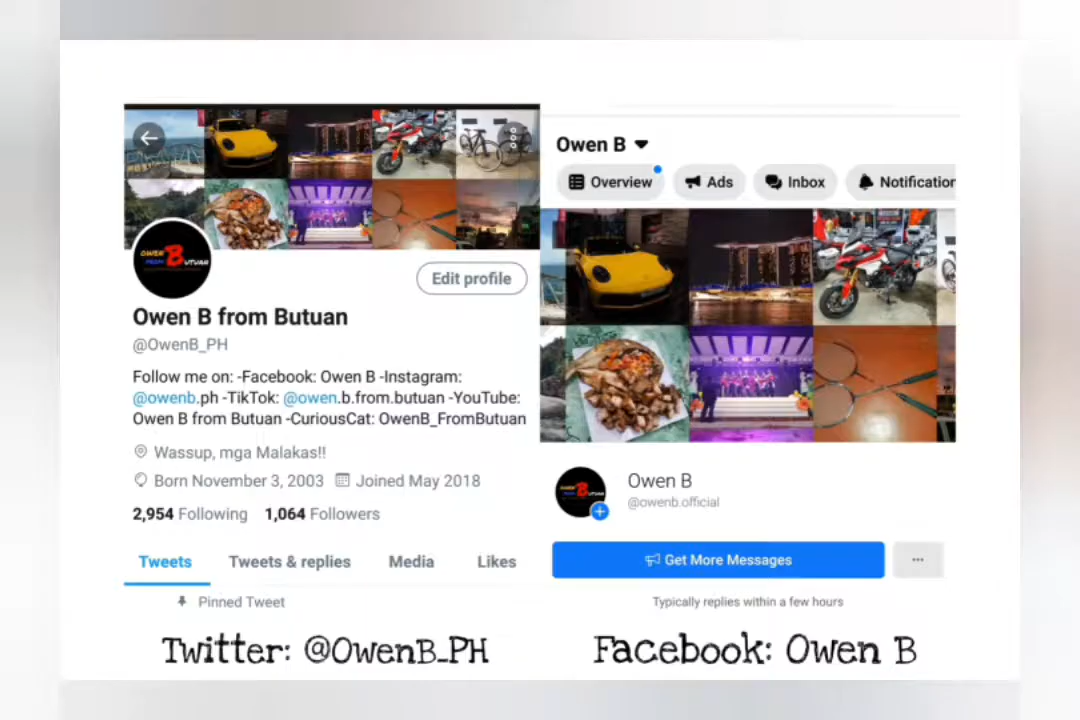 Owen B from Butuan
@OwenB_PH
Edit profile
Follow me on: -Facebook: Owen B -Instagram:
@owenb.ph -TikTok: @owen.b.from.butuan -YouTube:
Owen B from Butuan -CuriousCat: OwenB_FromButuan
Wassup, mga Malakas!!
Born November 3, 2003 Joined May 2018
2,954 Following 1,064 Followers
Tweets Tweets & replies Media Likes
Pinned Tweet
Twitter: @OwenB_PH
Owen B
Overview Ads Inbox Notification
OWEN B
FROM BUTUAN
Owen B
@owenb.official
Get More Messages
Typically replies within a few hours
Facebook: Owen B